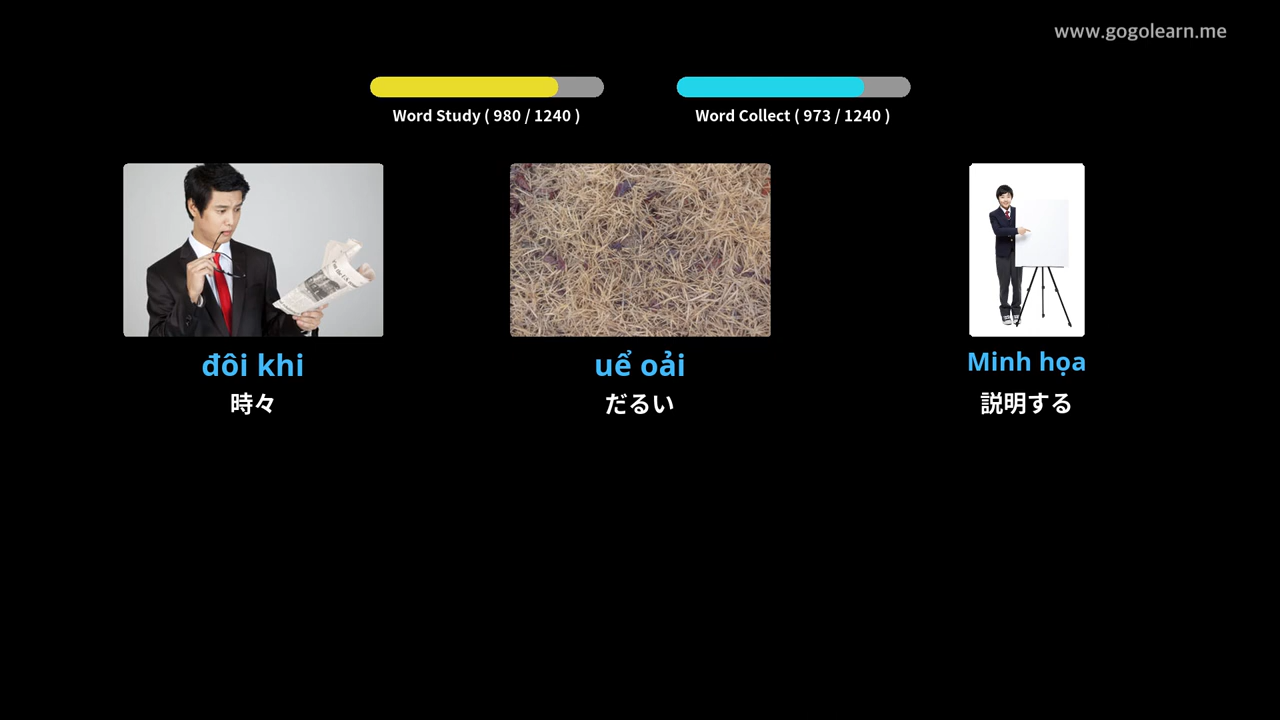 www.gogolearn.me
Word Study ( 980 / 1240 )
Word Collect ( 973 / 1240 )
đôi khi
時々
uể oải
だるい
Minh họa
説明する